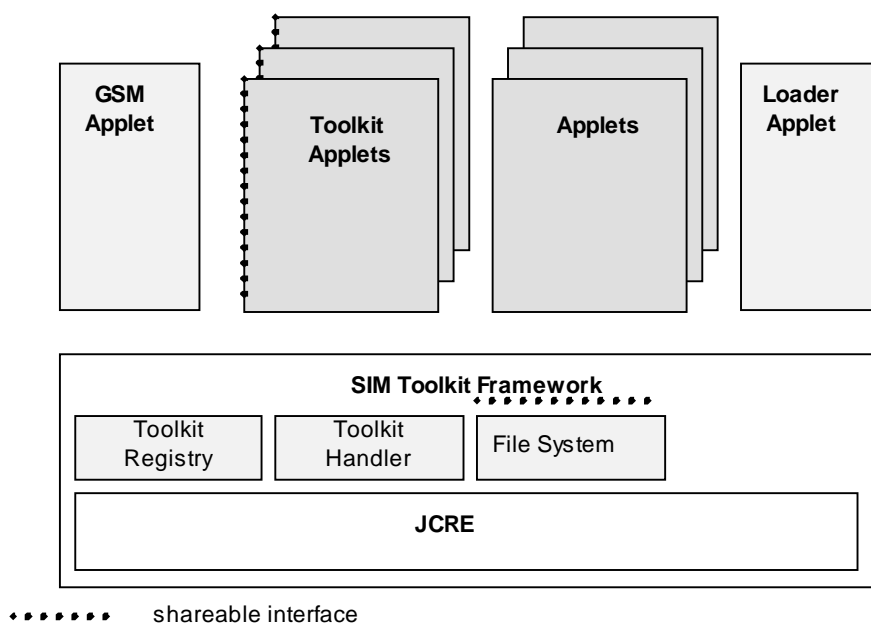 GSM
Applet
Toolkit
Applets
Applets
Loader
Applet
SIM Toolkit Framework
Toolkit
Registry
Toolkit
Handler
File System
JCRE
shareable interface